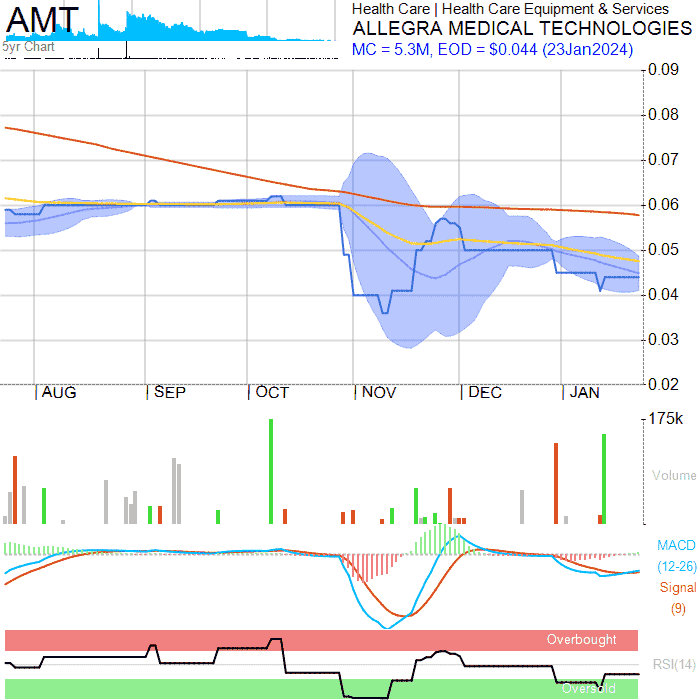 AMT
Health Care | Health Care Equipment & Services
ALLEGRA MEDICAL TECHNOLOGIES
MC = 5.3M, EOD = $0.044 (23Jan2024)
5yr Chart
0.09
0.08
0.07
0.06
0.05
0.04
0.03
0.02
AUG SEP OCT NOV DEC JAN
175k
Volume
MACD
(12-26)
Signal
(9)
Overbought
RSI(14)
Oversold